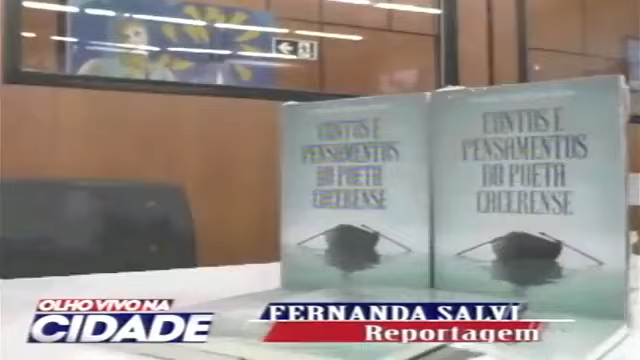 CONTOS E
PENSAMENTOS
DO POETA
CACERENSE
CONTOS E
PENSAMENTOS
DO POETA
CACERENSE
OLHO VIVO NA
CIDADE
FERNANDA SALVI
Reportagem